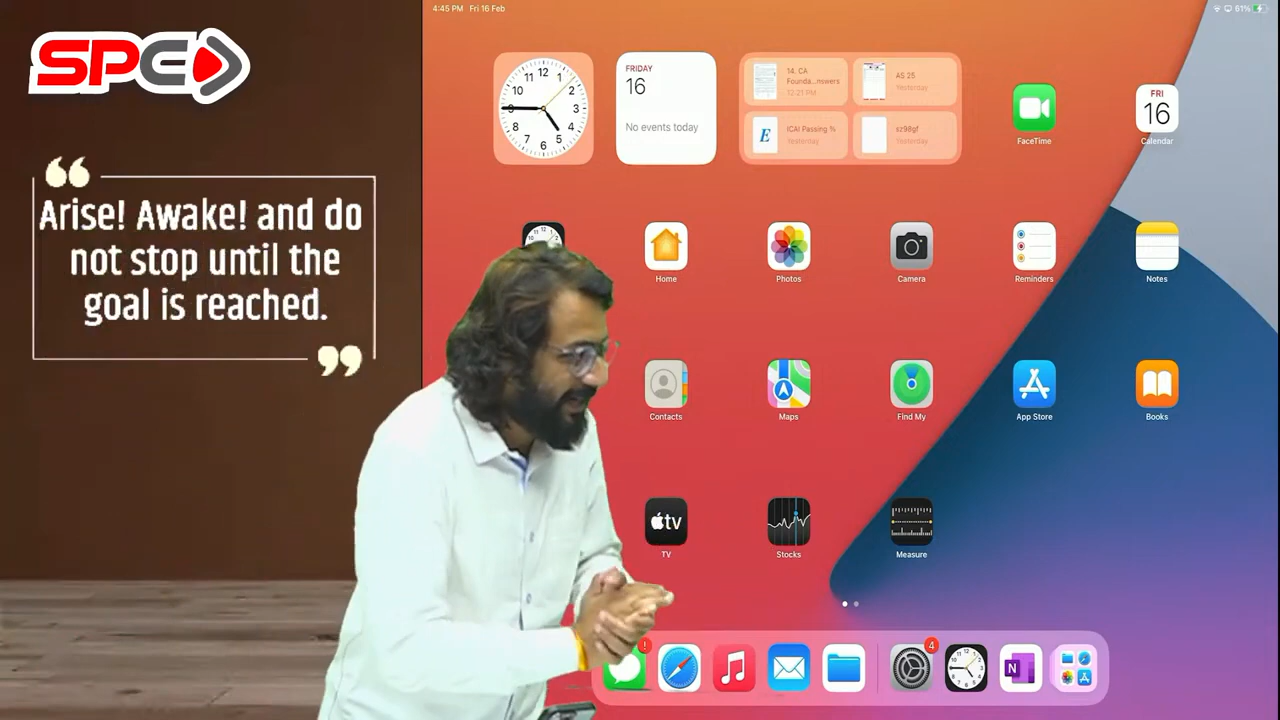 4:45 PM Fri 16 Feb
61%
SPC
Arise! Awake! and do
not stop until the
goal is reached.
FRIDAY
16
No events today
14. CA
Founda...nswers
12:21 PM
AS 25
Yesterday
E
ICAI Passing %
Yesterday
xz98gf
Yesterday
FaceTime
FRI
16
Calendar
Home
Photos
Camera
Reminders
Notes
Contacts
Maps
Find My
App Store
Books
tv
TV
Stocks
Measure
!
4
N